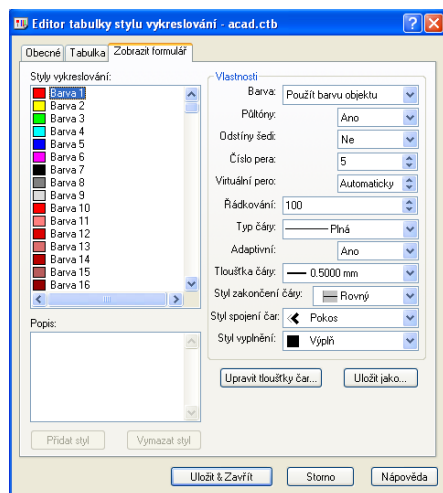 Editor tabulky stylu vykreslování - acad.ctb
Obecné Tabulka Zobrazit formulář
Styly vykreslování:
Barva 1
Barva 2
Barva 3
Barva 4
Barva 5
Barva 6
Barva 7
Barva 8
Barva 9
Barva 10
Barva 11
Barva 12
Barva 13
Barva 14
Barva 15
Barva 16
Popis:
Přidat styl Vymazat styl
Vlastnosti
Barva: Použít barvu objektu
Půltóny: Ano
Odstíny šedi: Ne
Číslo pera: 5
Virtuální pero: Automaticky
Řádkování: 100
Typ čáry: Plná
Adaptivní: Ano
Tloušťka čáry: 0.5000 mm
Styl zakončení čáry: Rovný
Styl spojení čar: Pokos
Styl vyplnění: Výplň
Upravit tloušťky čar... Uložit jako...
Uložit & Zavřít Storno Nápověda